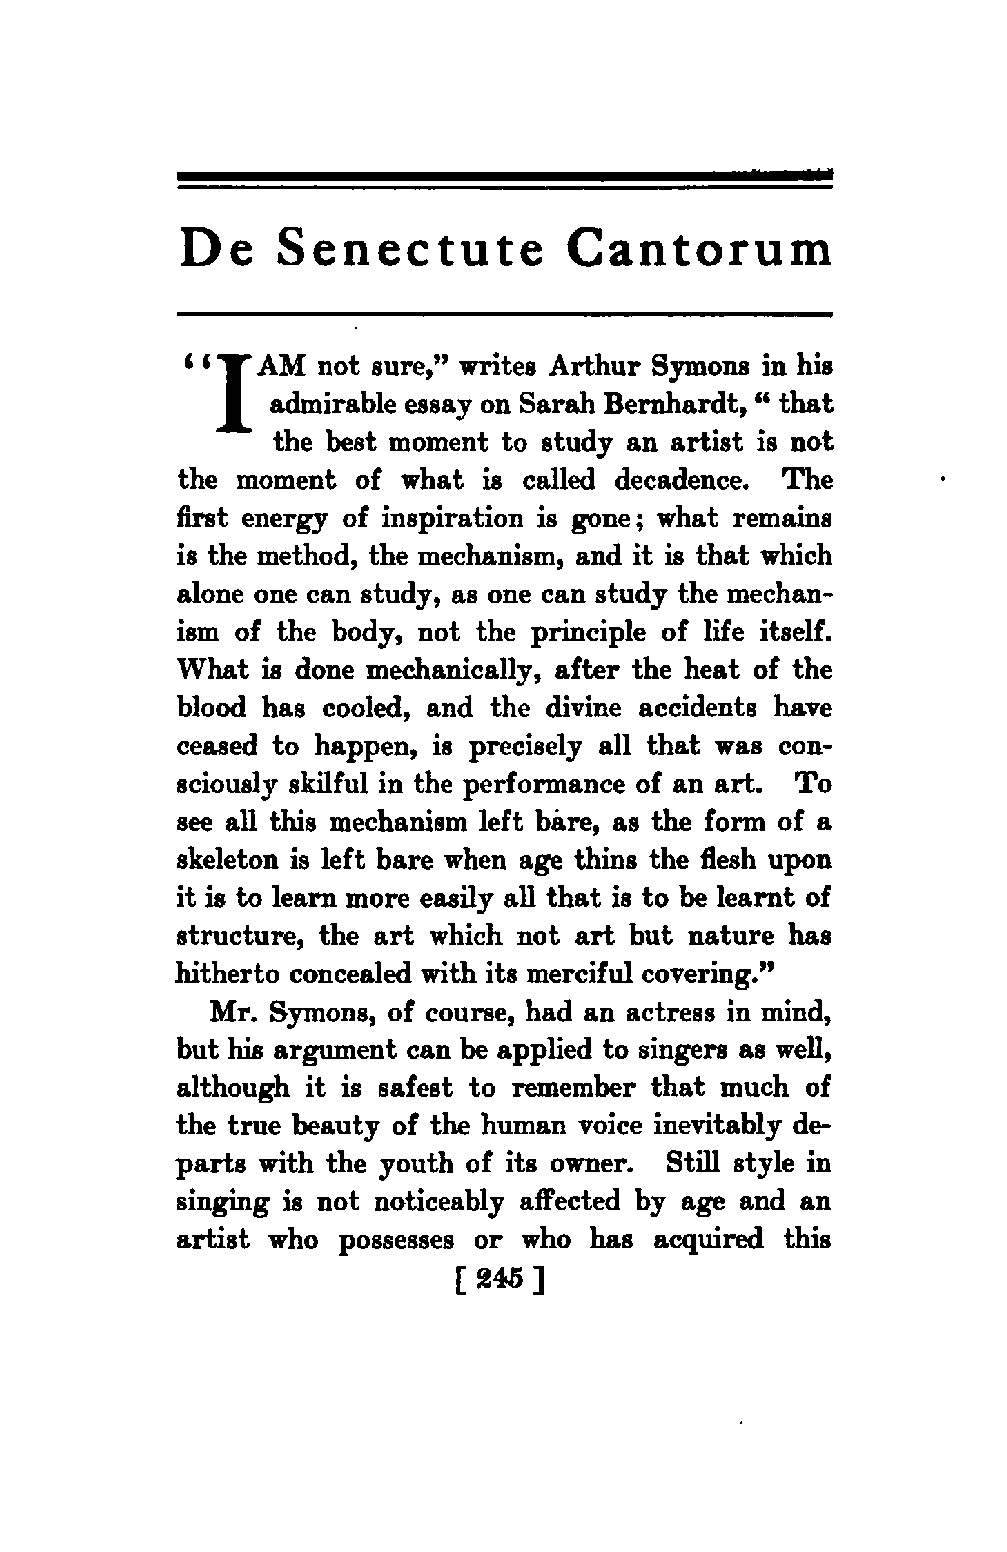 De Senectute Cantorum
"I AM not sure," writes Arthur Symons in his
admirable essay on Sarah Bernhardt, "that
the best moment to study an artist is not
the moment of what is called decadence. The
first energy of inspiration is gone; what remains
is the method, the mechanism, and it is that which
alone one can study, as one can study the mechan-
ism of the body, not the principle of life itself.
What is done mechanically, after the heat of the
blood has cooled, and the divine accidents have
ceased to happen, is precisely all that was con-
sciously skilful in the performance of an art. To
see all this mechanism left bare, as the form of a
skeleton is left bare when age thins the flesh upon
it is to learn more easily all that is to be learnt of
structure, the art which not art but nature has
hitherto concealed with its merciful covering."
Mr. Symons, of course, had an actress in mind,
but his argument can be applied to singers as well,
although it is safest to remember that much of
the true beauty of the human voice inevitably de-
parts with the youth of its owner. Still style in
singing is not noticeably affected by age and an
artist who possesses or who has acquired this
[ 245 ]